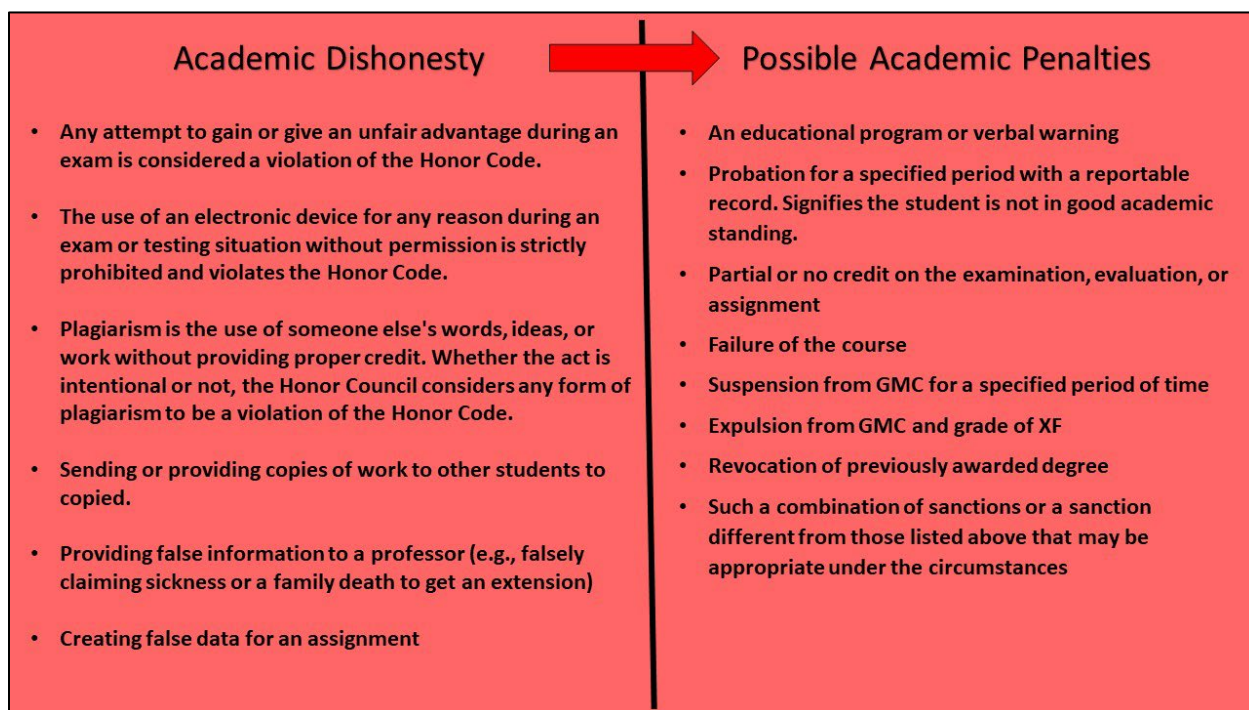 Academic Dishonesty
• Any attempt to gain or give an unfair advantage during an
exam is considered a violation of the Honor Code.
• The use of an electronic device for any reason during an
exam or testing situation without permission is strictly
prohibited and violates the Honor Code.
• Plagiarism is the use of someone else's words, ideas, or
work without providing proper credit. Whether the act is
intentional or not, the Honor Council considers any form of
plagiarism to be a violation of the Honor Code.
• Sending or providing copies of work to other students to
copied.
• Providing false information to a professor (e.g., falsely
claiming sickness or a family death to get an extension)
• Creating false data for an assignment
Possible Academic Penalties
• An educational program or verbal warning
• Probation for a specified period with a reportable
record. Signifies the student is not in good academic
standing.
• Partial or no credit on the examination, evaluation, or
assignment
• Failure of the course
• Suspension from GMC for a specified period of time
• Expulsion from GMC and grade of XF
• Revocation of previously awarded degree
• Such a combination of sanctions or a sanction
different from those listed above that may be
appropriate under the circumstances